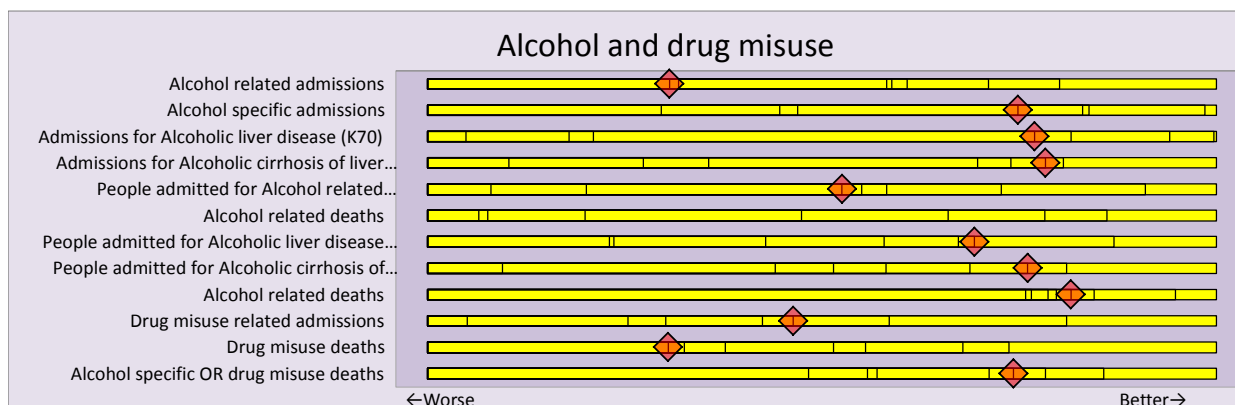 Alcohol and drug misuse
Alcohol related admissions
Alcohol specific admissions
Admissions for Alcoholic liver disease (K70)
Admissions for Alcoholic cirrhosis of liver...
People admitted for Alcohol related...
Alcohol related deaths
People admitted for Alcoholic liver disease...
People admitted for Alcoholic cirrhosis of...
Alcohol related deaths
Drug misuse related admissions
Drug misuse deaths
Alcohol specific OR drug misuse deaths
←Worse Better→